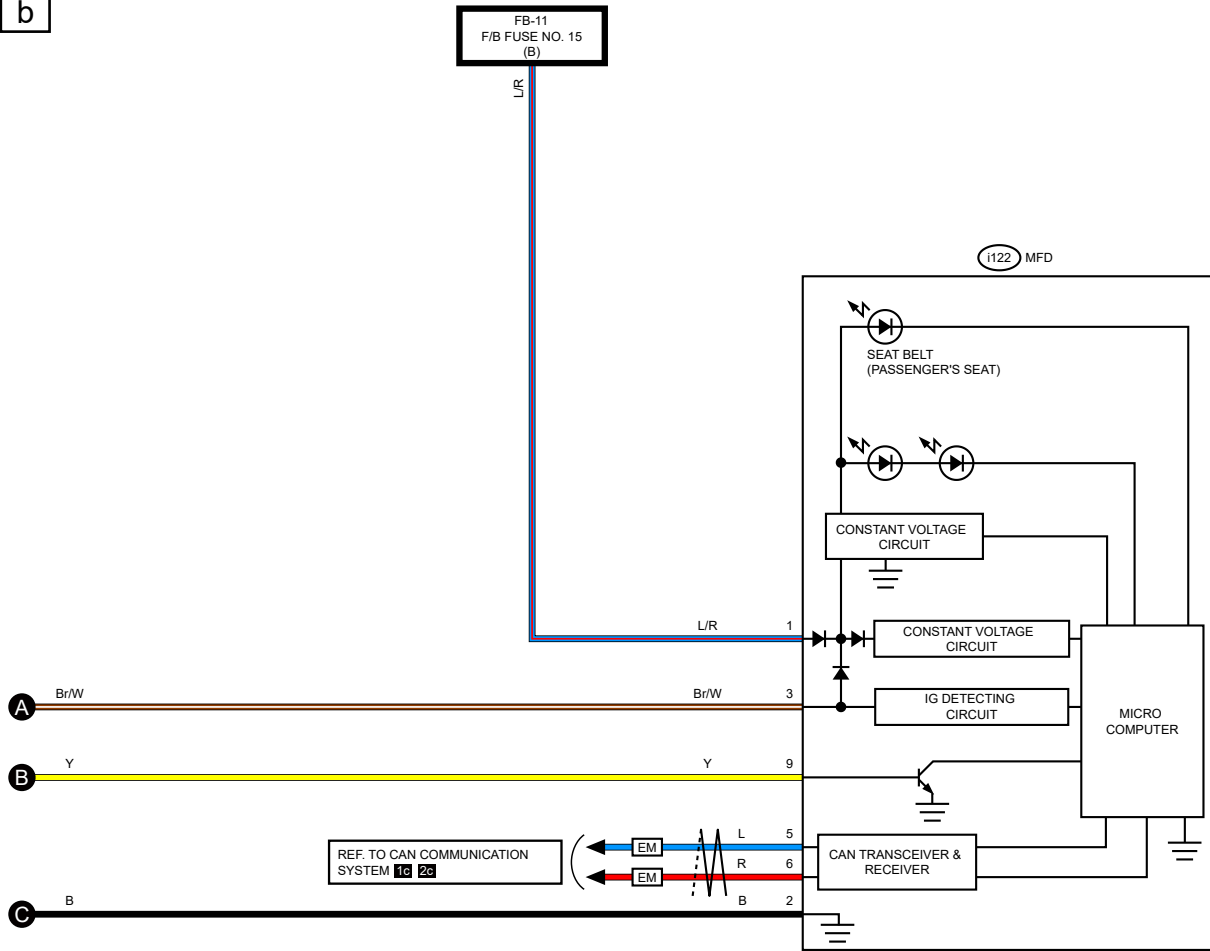 b
FB-11
F/B FUSE NO. 15
(B)
L/R
i122 MFD
SEAT BELT
(PASSENGER'S SEAT)
CONSTANT VOLTAGE
CIRCUIT
L/R 1
CONSTANT VOLTAGE
CIRCUIT
A Br/W Br/W 3
IG DETECTING
CIRCUIT
MICRO
COMPUTER
B Y Y 9
REF. TO CAN COMMUNICATION
SYSTEM 1c 2c
EM L 5
EM R 6
CAN TRANSCEIVER &
RECEIVER
C B B 2